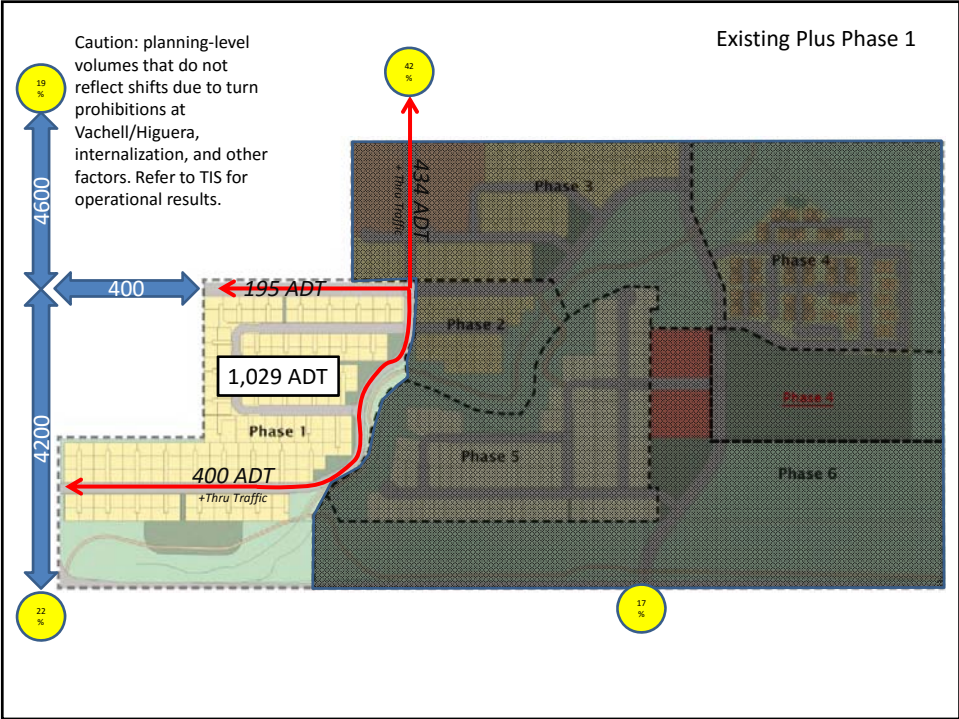 Existing Plus Phase 1
Caution: planning-level
volumes that do not
reflect shifts due to turn
prohibitions at
Vachell/Higuera,
internalization, and other
factors. Refer to TIS for
operational results.
19
%
42
%
4600
434 ADT
+ Thru Traffic
Phase 3
Phase 4
400
195 ADT
Phase 2
1,029 ADT
Phase 4
4200
Phase 1
Phase 5
400 ADT
+Thru Traffic
Phase 6
22
%
17
%